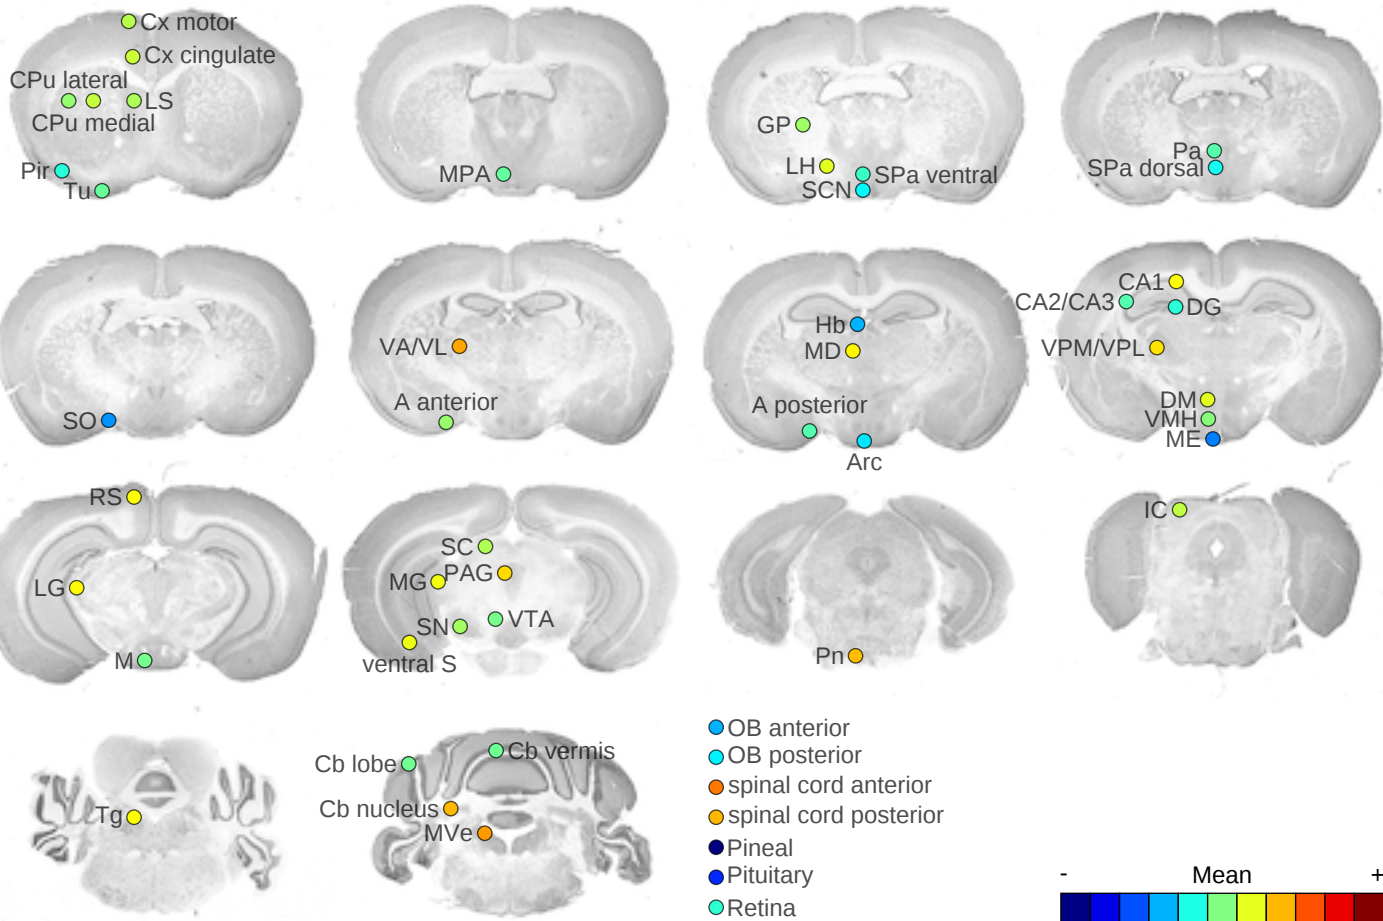 Cx motor
Cx cingulate
CPu lateral
LS
CPu medial
Pir
Tu
MPA
GP
LH
SPa ventral
SCN
Pa
SPa dorsal
SO
VA/VL
A anterior
Hb
MD
A posterior
Arc
CA1
CA2/CA3
DG
VPM/VPL
DM
VMH
ME
RS
LG
M
SC
MG
PAG
SN
VTA
ventral S
Pn
IC
Tg
Cb lobe
Cb vermis
Cb nucleus
MVe
OB anterior
OB posterior
spinal cord anterior
spinal cord posterior
Pineal
Pituitary
Retina
- Mean +